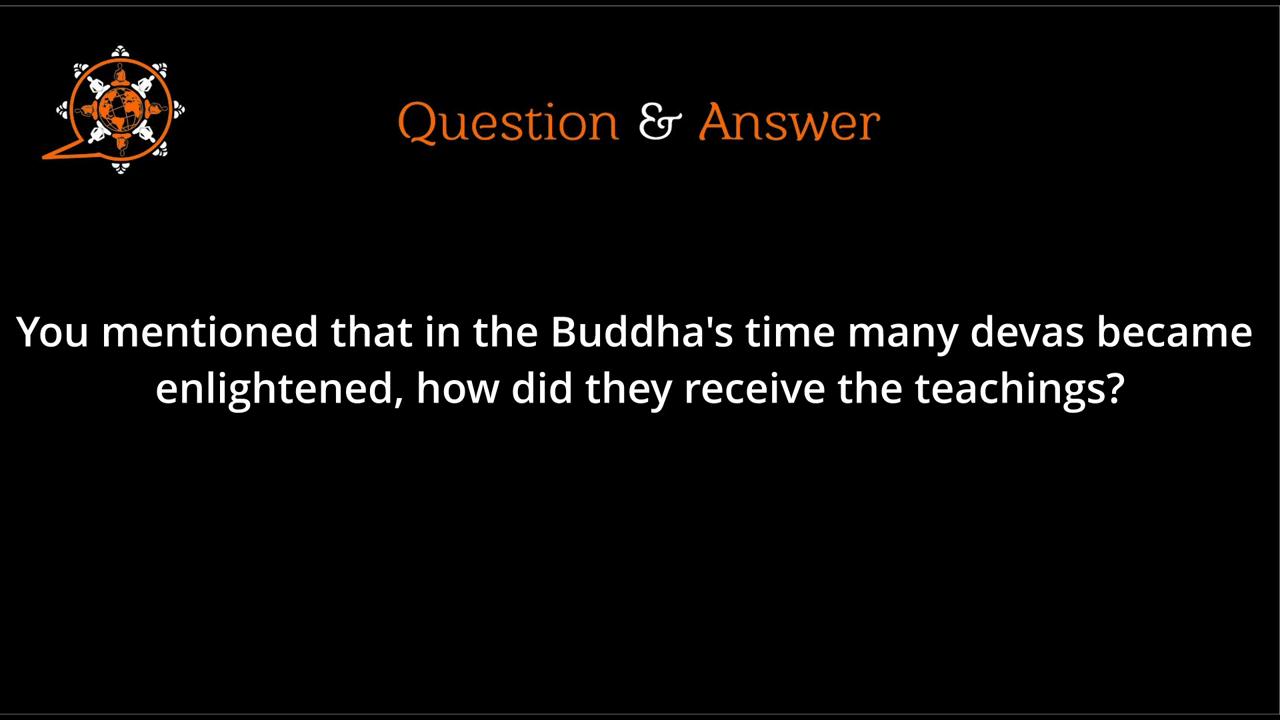 Question & Answer
You mentioned that in the Buddha's time many devas became
enlightened, how did they receive the teachings?